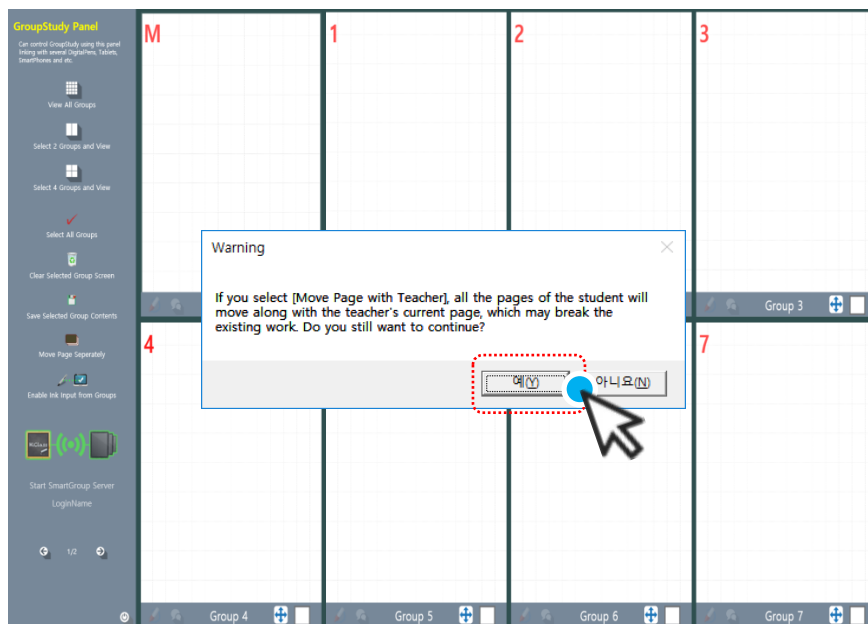 GroupStudy Panel
Can control GroupStudy using this panel
linking with several DigitalPens, Tablets,
SmartPhones and etc.
View All Groups
Select 2 Groups and View
Select 4 Groups and View
Select All Groups
Clear Selected Group Screen
Save Selected Group Contents
Move Page Seperately
Enable Ink Input from Groups
Start SmartGroup Server
LoginName
1/2
M
1
2
3
Group 3
Warning
If you select [Move Page with Teacher], all the pages of the student will
move along with the teacher's current page, which may break the
existing work. Do you still want to continue?
예(Y)
아니요(N)
4
7
Group 4
Group 5
Group 6
Group 7